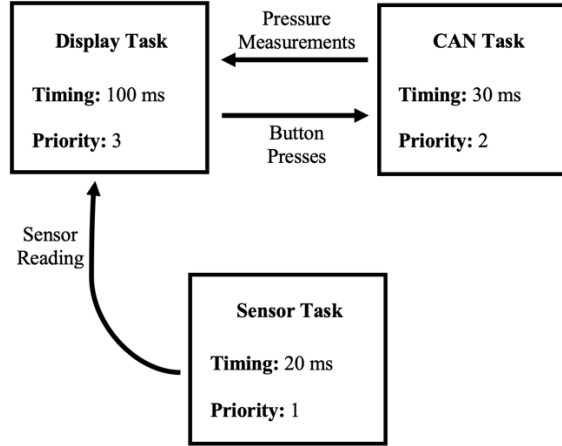 Display Task
Timing: 100 ms
Priority: 3
Pressure
Measurements
Button
Presses
CAN Task
Timing: 30 ms
Priority: 2
Sensor
Reading
Sensor Task
Timing: 20 ms
Priority: 1